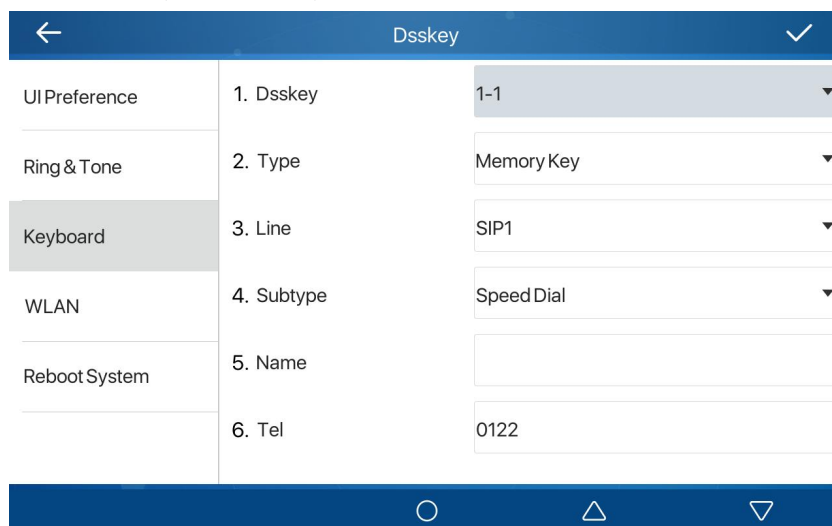 Dsskey
UI Preference
Ring & Tone
Keyboard
WLAN
Reboot System
1. Dsskey 1-1
2. Type Memory Key
3. Line SIP1
4. Subtype Speed Dial
5. Name
6. Tel 0122